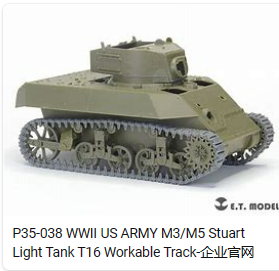 E.T. MODEL
P35-038 WWII US ARMY M3/M5 Stuart
Light Tank T16 Workable Track-企业官网